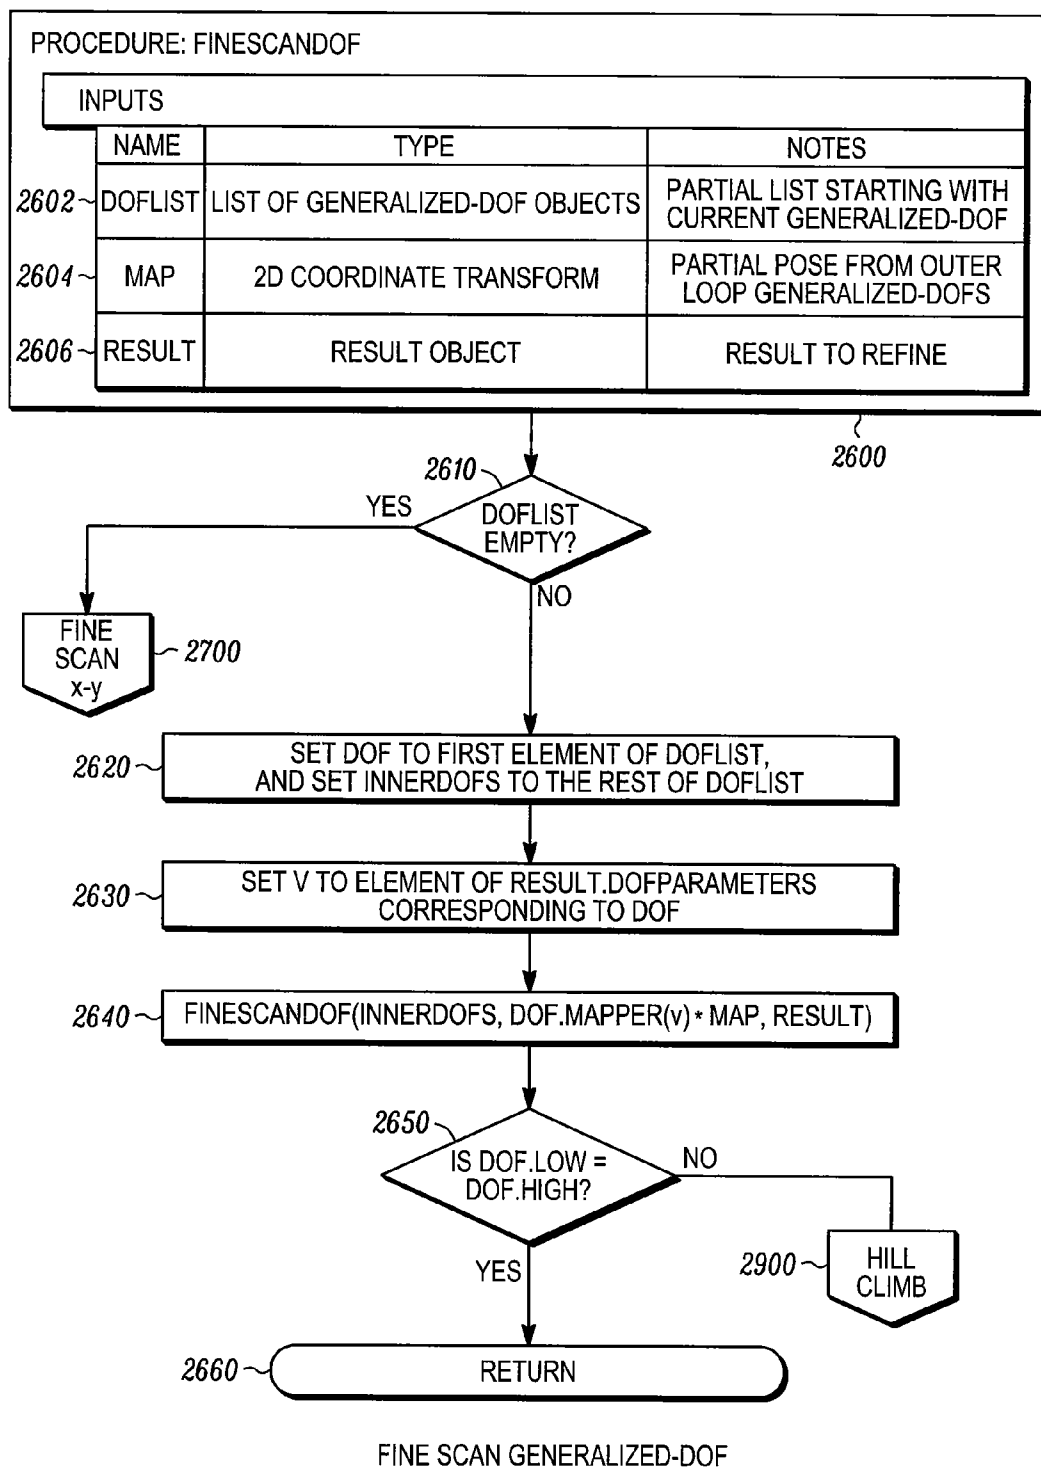 PROCEDURE: FINESCANDOF
INPUTS
NAME TYPE NOTES
2602 DOFLIST LIST OF GENERALIZED-DOF OBJECTS PARTIAL LIST STARTING WITH
CURRENT GENERALIZED-DOF
2604 MAP 2D COORDINATE TRANSFORM PARTIAL POSE FROM OUTER
LOOP GENERALIZED-DOFS
2606 RESULT RESULT OBJECT RESULT TO REFINE
2600
2610
YES
DOFLIST
EMPTY?
NO
FINE
SCAN
x-y
2700
2620
SET DOF TO FIRST ELEMENT OF DOFLIST,
AND SET INNERDOFS TO THE REST OF DOFLIST
2630
SET V TO ELEMENT OF RESULT.DOFPARAMETERS
CORRESPONDING TO DOF
2640
FINESCANDOF(INNERDOFS, DOF.MAPPER(v) * MAP, RESULT)
2650
IS DOF.LOW =
DOF.HIGH?
NO
YES
2900
HILL
CLIMB
2660
RETURN
FINE SCAN GENERALIZED-DOF